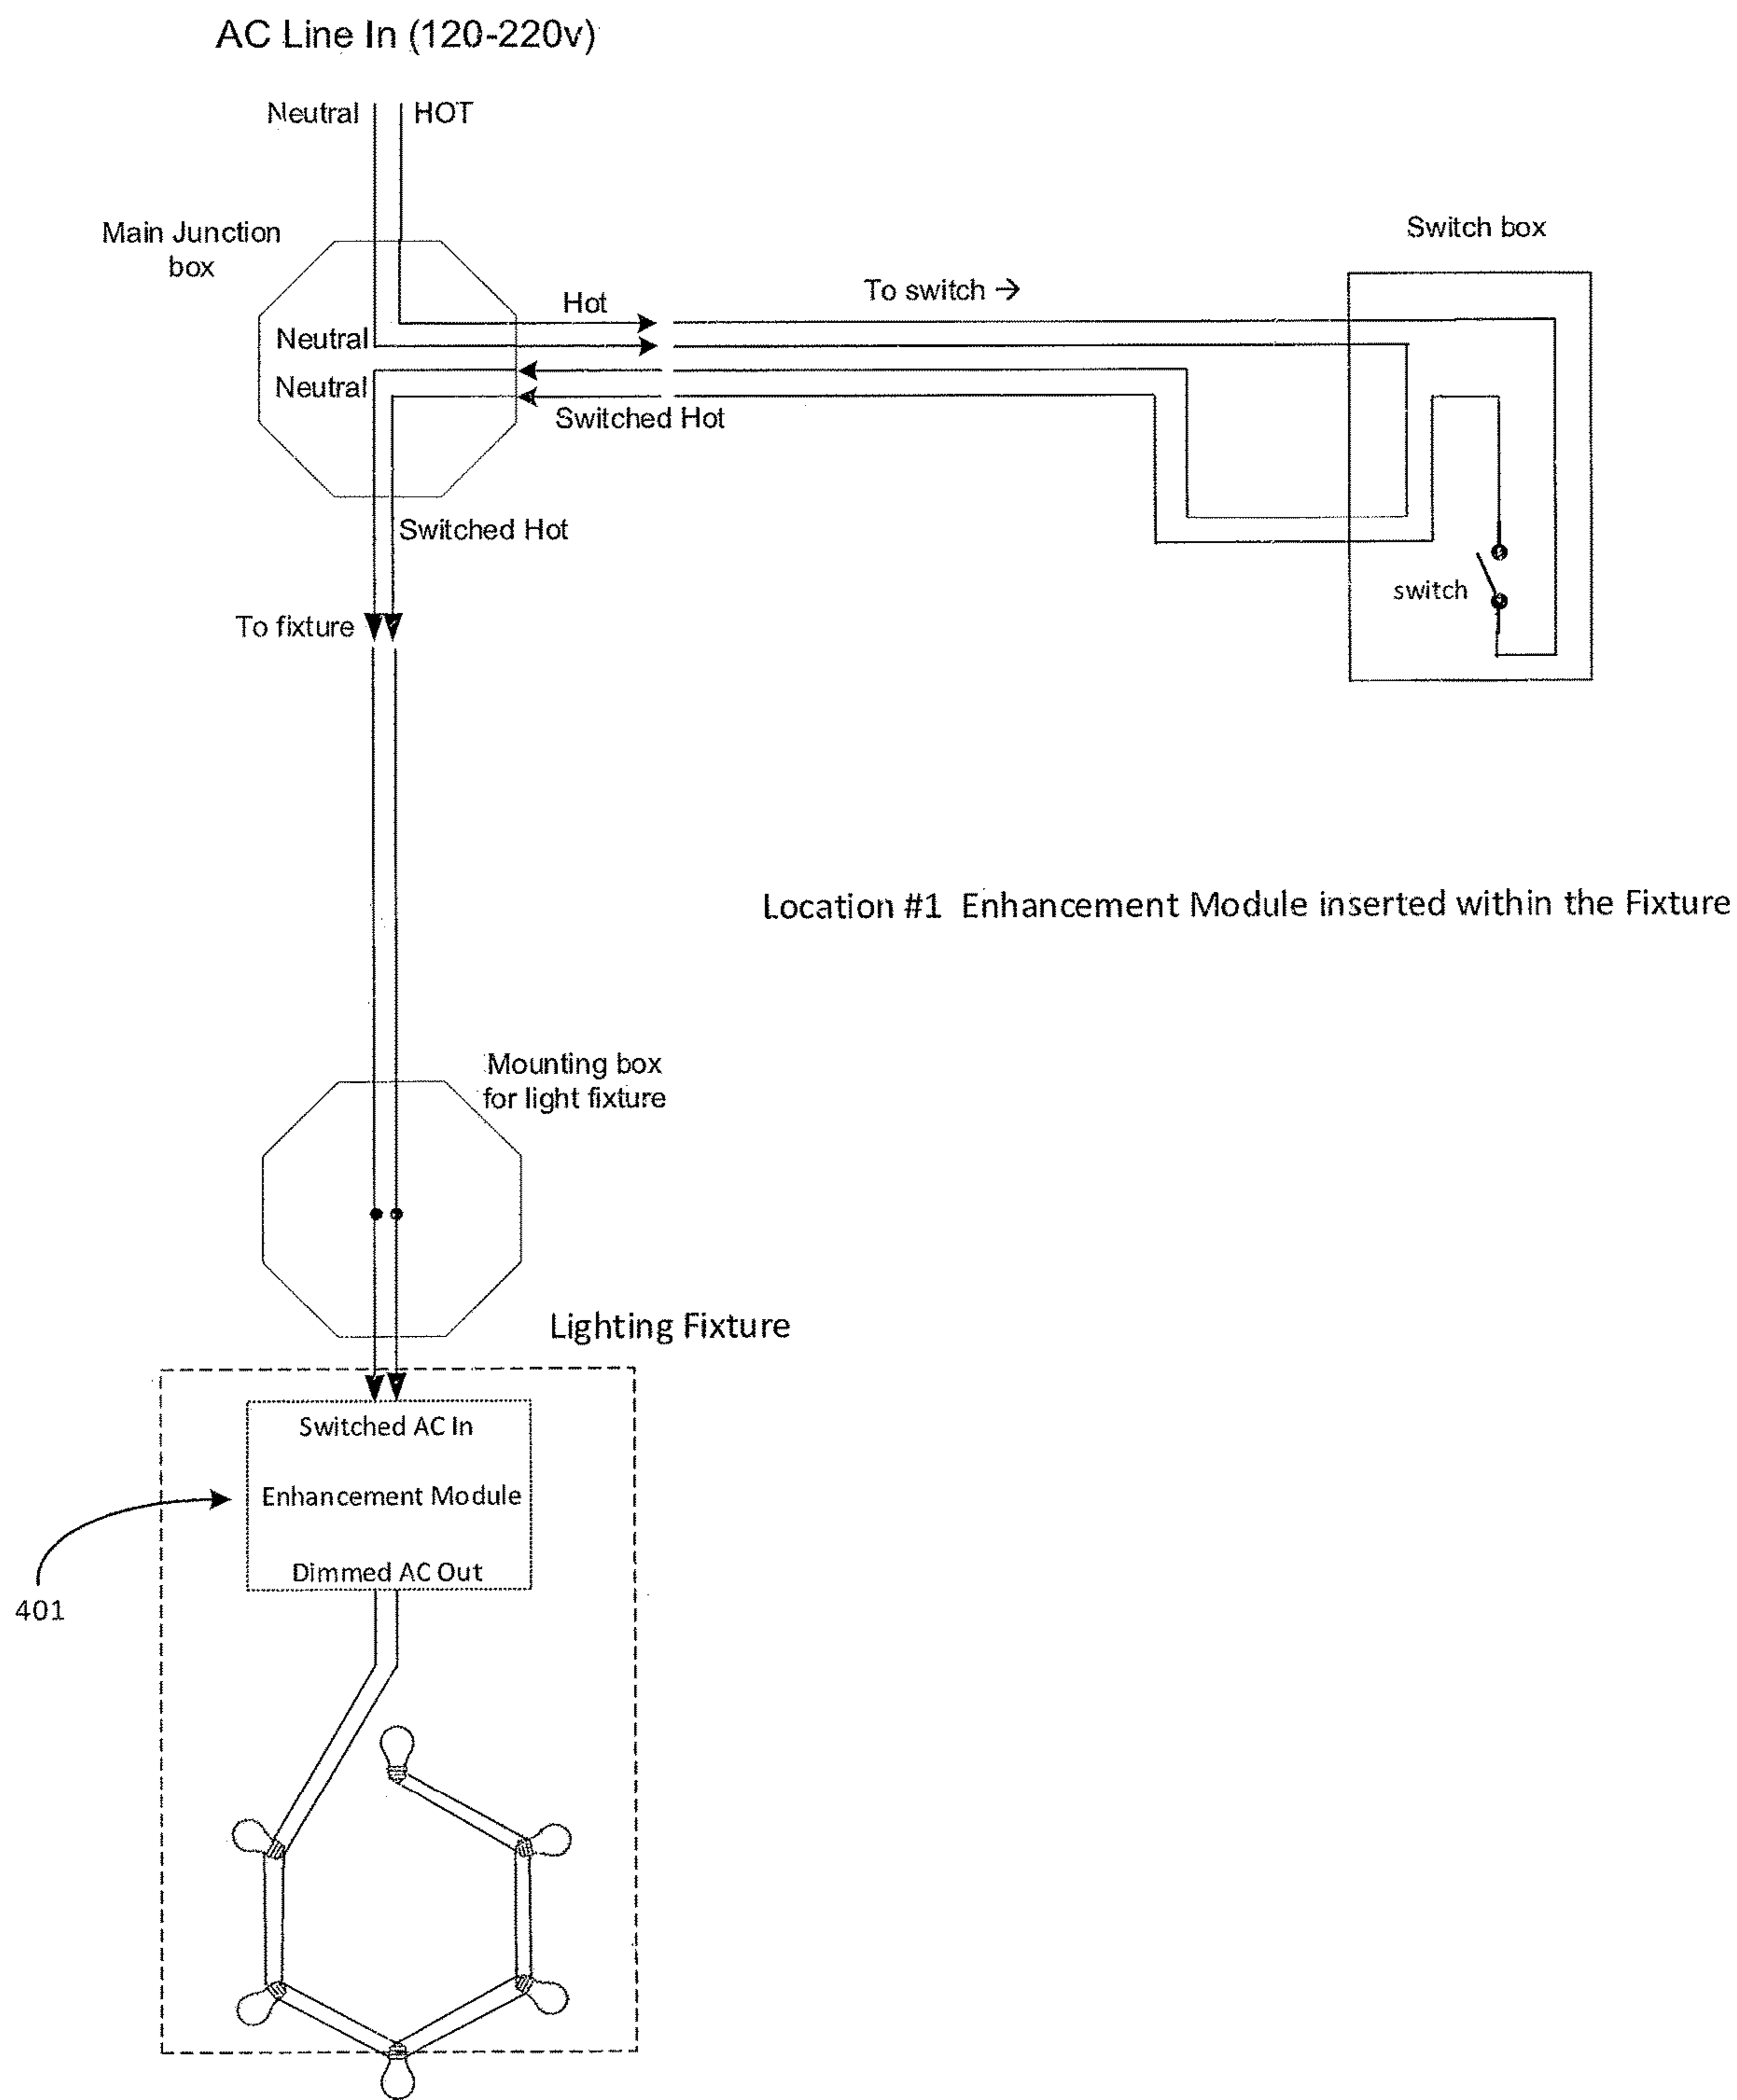 AC Line In (120-220v)
Neutral
HOT
Main Junction
box
Switch box
Hot
To switch →
Neutral
Neutral
Switched Hot
Switched Hot
switch
To fixture
Location #1 Enhancement Module inserted within the Fixture
Mounting box
for light fixture
Lighting Fixture
Switched AC In
Enhancement Module
Dimmed AC Out
401